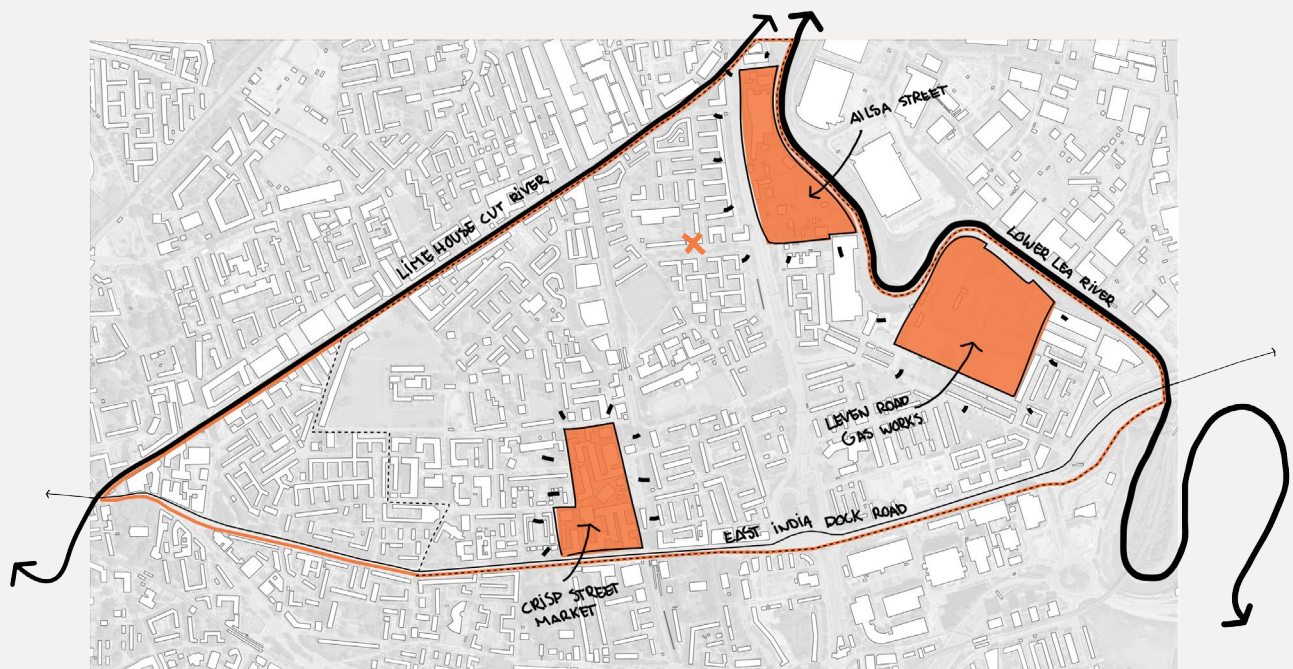 AILSA STREET
LIMEHOUSE CUT RIVER
LOWER LEA RIVER
LEVEN ROAD
GAS WORKS
EAST INDIA DOCK ROAD
CRISP STREET
MARKET